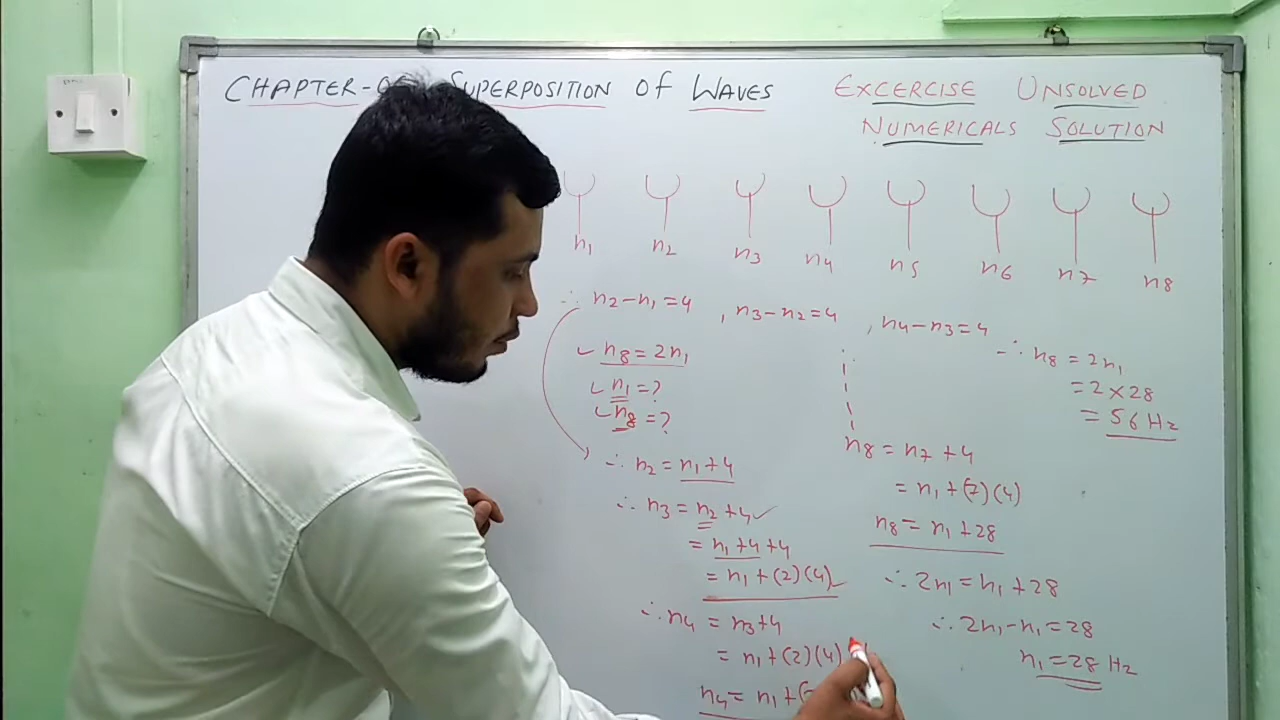 CHAPTER- SUPERPOSITION OF WAVES EXCERCISE UNSOLVED
NUMERICALS SOLUTION
n1 n2 n3 n4 n5 n6 n7 n8
∴ n2-n1=4 , n3-n2=4 , n4-n3=4
✓ n8=2n1
✓ n1=?
✓ n8=?
∴ n2 = n1+4
∴ n3 = n2+4 ✓
= n1+4+4
= n1+(2)(4) ✓
∴ n4 = n3+4
= n1+(2)(4)
n4= n1+(
n8 = n7 +4
= n1+(7)(4)
n8= n1+28
∴ 2n1=n1+28
∴ 2n1-n1=28
n1=28 Hz
∴ n8 = 2n1
= 2×28
= 56 Hz